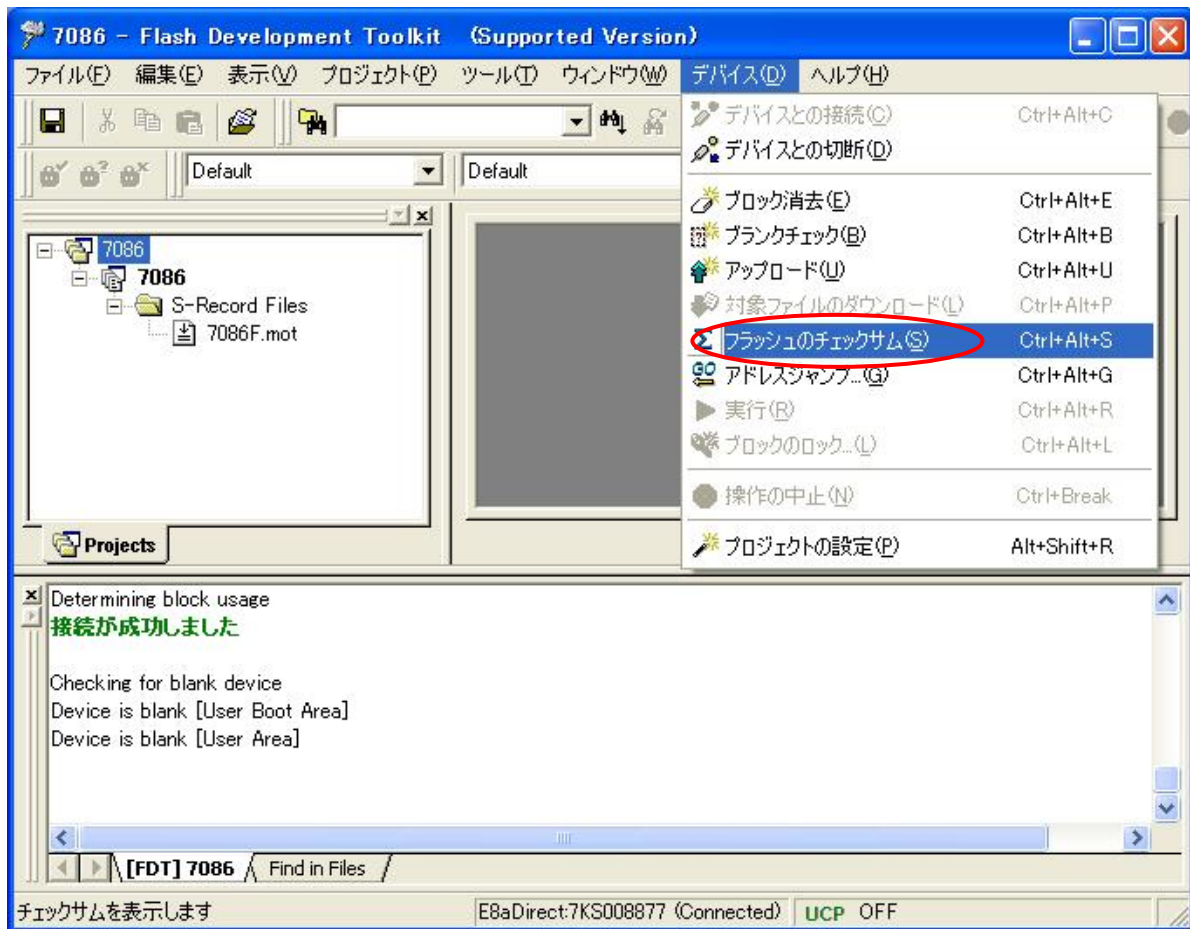 7086 - Flash Development Toolkit (Supported Version)
ファイル(F) 編集(E) 表示(V) プロジェクト(P) ツール(T) ウィンドウ(W) デバイス(D) ヘルプ(H)
デバイスとの接続(C) Ctrl+Alt+C
デバイスとの切断(D)
Default Default
ブロック消去(E) Ctrl+Alt+E
ブランクチェック(B) Ctrl+Alt+B
アップロード(U) Ctrl+Alt+U
対象ファイルのダウンロード(L) Ctrl+Alt+P
フラッシュのチェックサム(S) Ctrl+Alt+S
アドレスジャンプ...(G) Ctrl+Alt+G
実行(R) Ctrl+Alt+R
ブロックのロック...(L) Ctrl+Alt+L
操作の中止(N) Ctrl+Break
プロジェクトの設定(P) Alt+Shift+R
7086
7086
S-Record Files
7086F.mot
Projects
Determining block usage
接続が成功しました
Checking for blank device
Device is blank [User Boot Area]
Device is blank [User Area]
[FDT] 7086 Find in Files
チェックサムを表示します E8aDirect:7KS008877 (Connected) UCP OFF